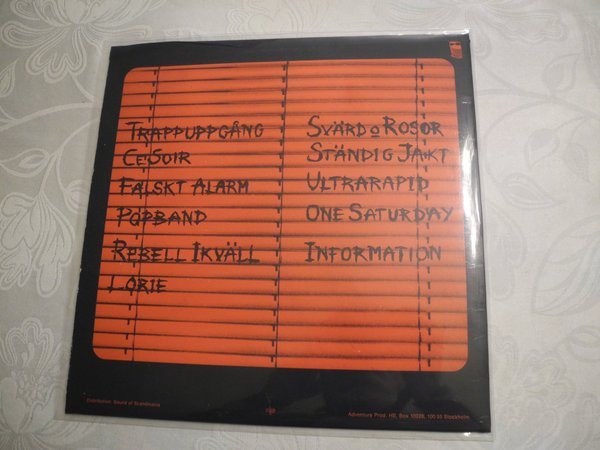 TRAPPUPPGÅNG
CE SOIR
FALSKT ALARM
POPBAND
REBELL IKVÄLL
LORIE
SVÄRD o ROSOR
STÄNDIG JAKT
ULTRARAPID
ONE SATURDAY
INFORMATION
Distribution: Sound of Scandinavia
Adventure Prod. HB, Box 10028, 100 55 Stockholm